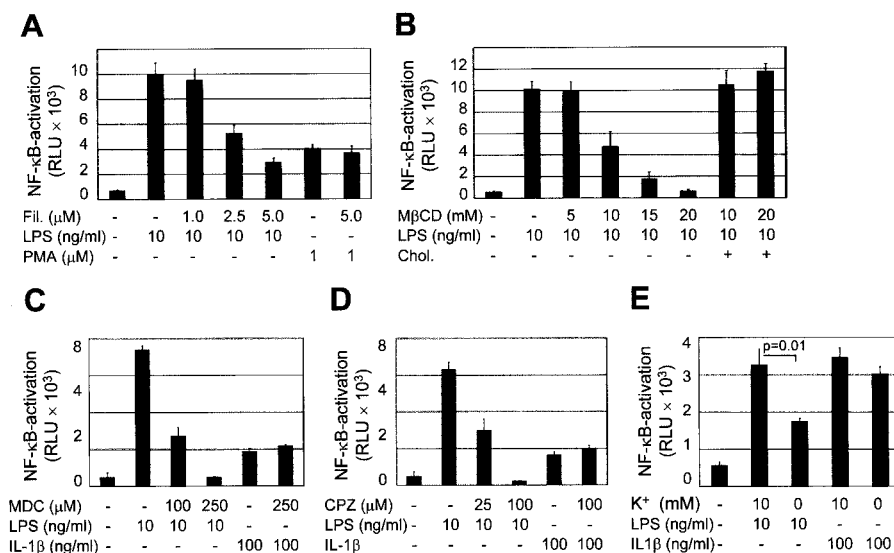 A
NF-κB-activation
(RLU × 10³)
10
8
6
4
2
0
Fil. (μM) - - 1.0 2.5 5.0 - 5.0
LPS (ng/ml) - 10 10 10 10 - -
PMA (μM) - - - - - 1 1
B
NF-κB-activation
(RLU × 10³)
12
10
8
6
4
2
0
MβCD (mM) - - 5 10 15 20 10 20
LPS (ng/ml) - 10 10 10 10 10 10 10
Chol. - - - - - - + +
C
NF-κB-activation
(RLU × 10³)
8
6
4
2
0
MDC (μM) - - 100 250 - 250
LPS (ng/ml) - 10 10 10 - -
IL-1β (ng/ml) - - - - 100 100
D
NF-κB-activation
(RLU × 10³)
8
6
4
2
0
CPZ (μM) - - 25 100 - 100
LPS (ng/ml) - 10 10 10 - -
IL-1β - - - - 100 100
E
NF-κB-activation
(RLU × 10³)
4
3
2
1
0
p=0.01
K⁺ (mM) - 10 0 10 0
LPS (ng/ml) - 10 10 - -
IL1β (ng/ml) - - - 100 100